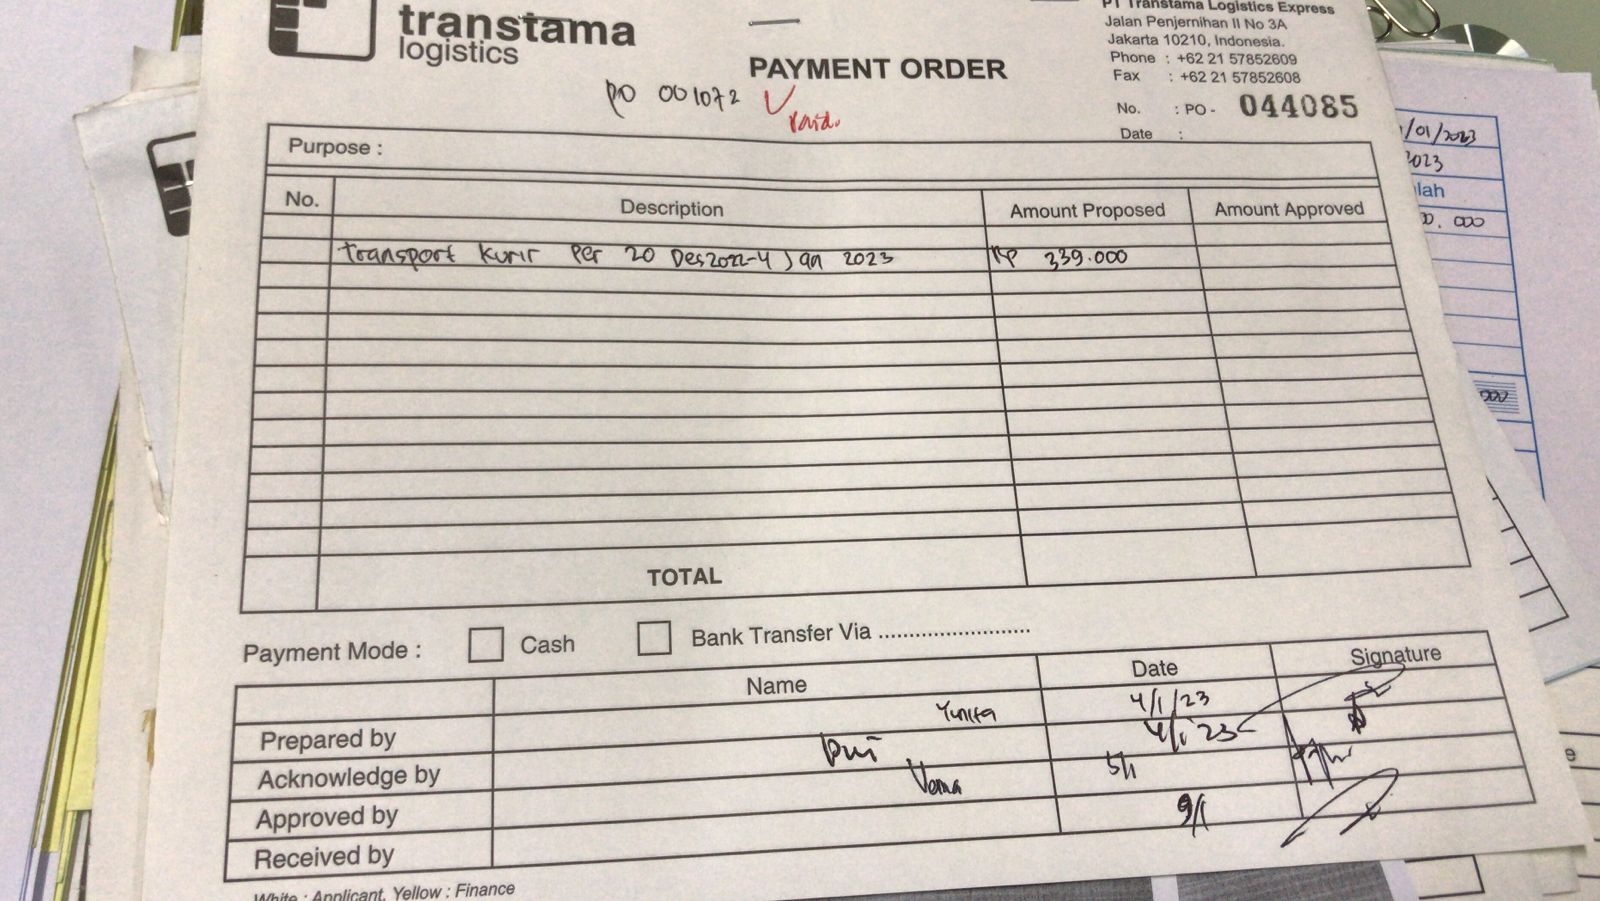 transtama
logistics
PAYMENT ORDER
PT Transtama Logistics Express
Jalan Penjernihan II No 3A
Jakarta 10210, Indonesia.
Phone : +62 21 57852609
Fax : +62 21 57852608
No. : PO - 044085
Date :
PO 001072
Paid.
Purpose :
No. Description Amount Proposed Amount Approved
Transport Kurir Per 20 Des2022-4 Jan 2023 Rp 339.000
TOTAL
Payment Mode : Cash Bank Transfer Via ...........................
Name Date Signature
Prepared by Yunita 4/1/23
Acknowledge by 4/1 23
Approved by Vema 5/1
Received by 9/1
White : Applicant, Yellow : Finance
/01/2023
2023
lah
00. 000
000
e